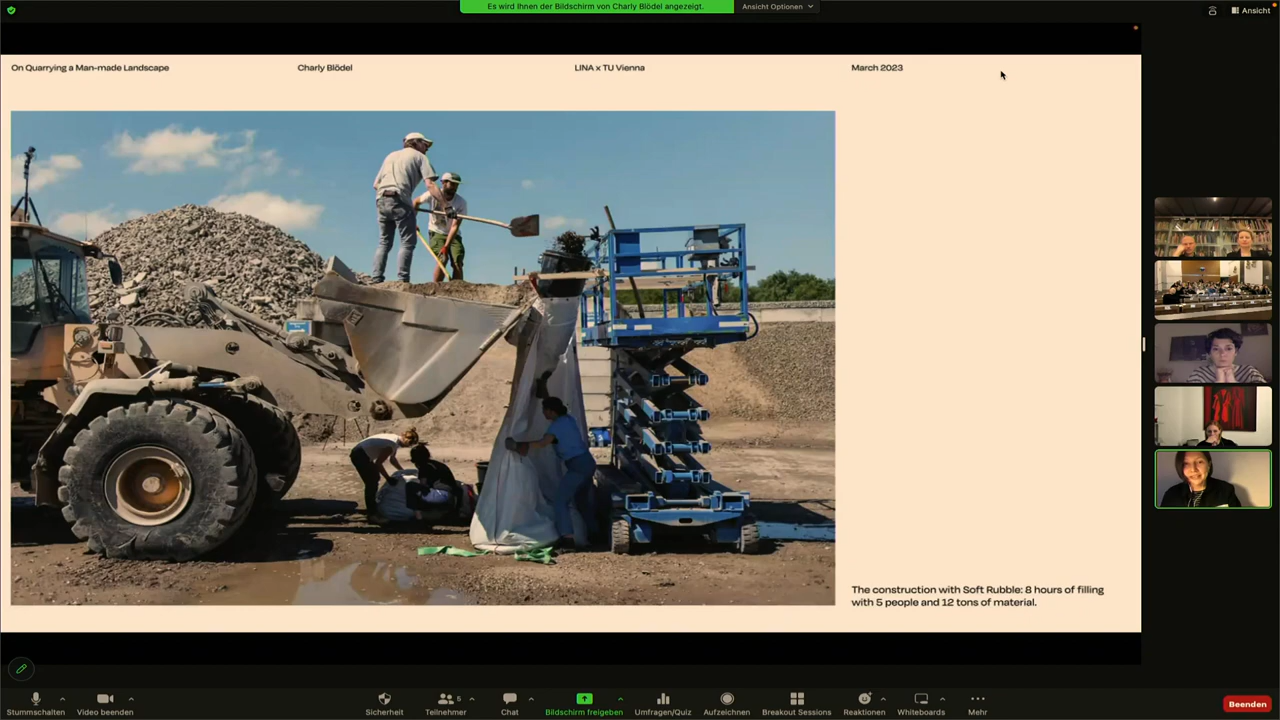 Es wird Ihnen der Bildschirm von Charly Blödel angezeigt.
Ansicht Optionen
Ansicht
On Quarrying a Man-made Landscape
Charly Blödel
LINA x TU Vienna
March 2023
The construction with Soft Rubble: 8 hours of filling
with 5 people and 12 tons of material.
Stummschalten
Video beenden
Sicherheit
Teilnehmer
5
Chat
Bildschirm freigeben
Umfragen/Quiz
Aufzeichnen
Breakout Sessions
Reaktionen
Whiteboards
Mehr
Beenden